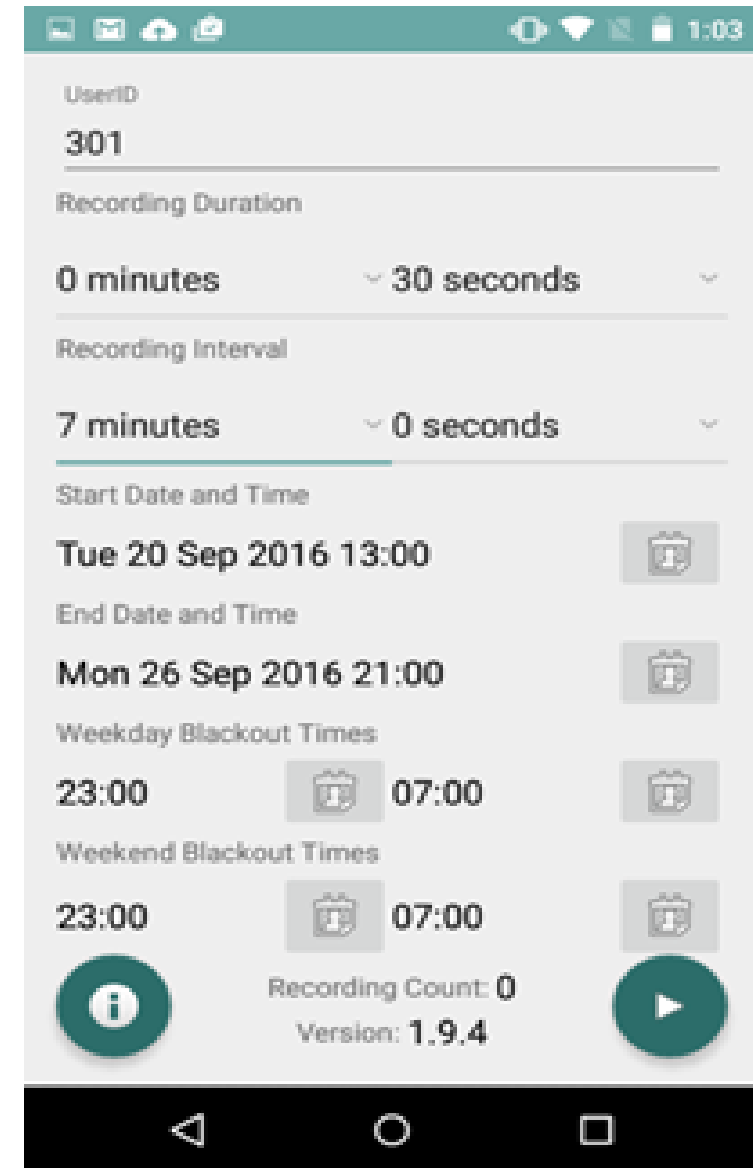 1:03
UserID
301
Recording Duration
0 minutes 30 seconds
Recording Interval
7 minutes 0 seconds
Start Date and Time
Tue 20 Sep 2016 13:00
End Date and Time
Mon 26 Sep 2016 21:00
Weekday Blackout Times
23:00 07:00
Weekend Blackout Times
23:00 07:00
Recording Count: 0
Version: 1.9.4